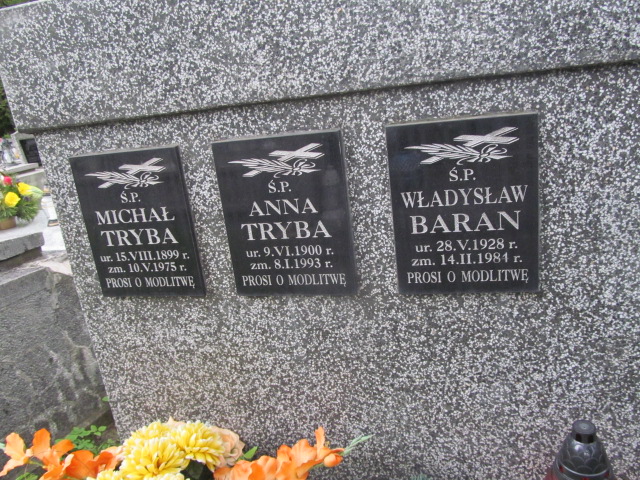 Ś.P.
MICHAŁ
TRYBA
ur. 15.VIII.1899 r.
zm. 10.V.1975 r.
PROSI O MODLITWĘ
Ś.P.
ANNA
TRYBA
ur. 9.VI.1900 r.
zm. 8.I.1993 r.
PROSI O MODLITWĘ
Ś.P.
WŁADYSŁAW
BARAN
ur. 28.V.1928 r.
zm. 14.II.1981 r.
PROSI O MODLITWĘ